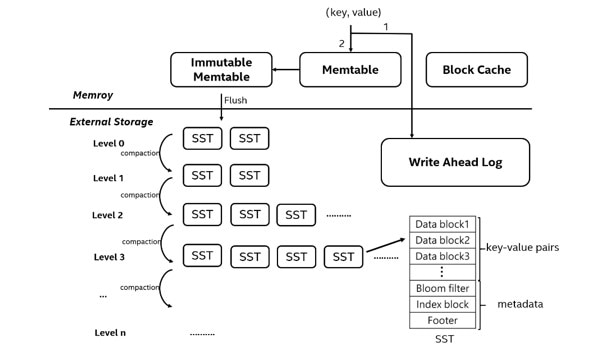 (key, value)
1
2
Immutable
Memtable
Memtable
Block Cache
Memroy
Flush
External Storage
Level 0
SST
SST
compaction
Write Ahead Log
Level 1
SST
SST
compaction
Level 2
SST
SST
SST
..........
Data block1
compaction
Data block2
key-value pairs
Level 3
SST
SST
SST
SST
..........
Data block3
⋮
compaction
Bloom filter
...
Index block
metadata
Footer
Level n
..........
SST